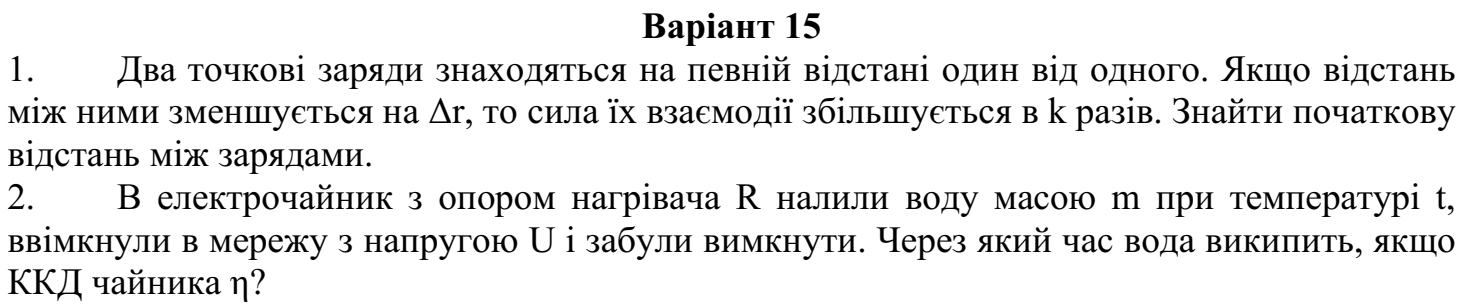 Варіант 15
1. Два точкові заряди знаходяться на певній відстані один від одного. Якщо відстань
між ними зменшується на Δr, то сила їх взаємодії збільшується в k разів. Знайти початкову
відстань між зарядами.
2. В електрочайник з опором нагрівача R налили воду масою m при температурі t,
ввімкнули в мережу з напругою U і забули вимкнути. Через який час вода википить, якщо
ККД чайника η?